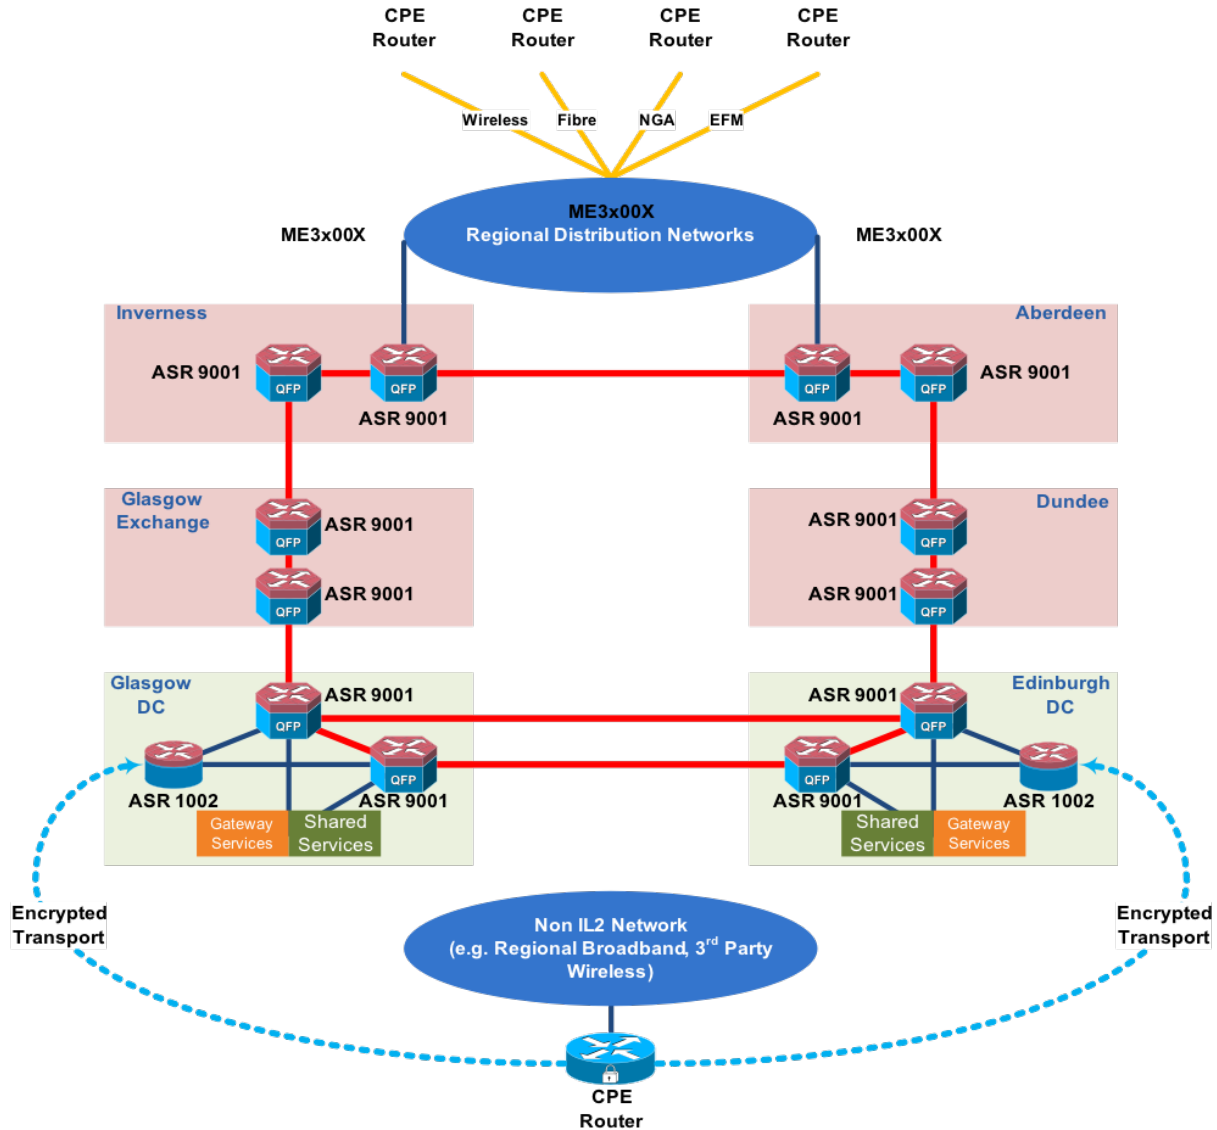 CPE
Router
CPE
Router
CPE
Router
CPE
Router
Wireless
Fibre
NGA
EFM
ME3x00X
Regional Distribution Networks
ME3x00X
ME3x00X
Inverness
ASR 9001
QFP
QFP
ASR 9001
Aberdeen
QFP
ASR 9001
QFP
ASR 9001
Glasgow
Exchange
ASR 9001
QFP
ASR 9001
QFP
Dundee
ASR 9001
QFP
ASR 9001
QFP
Glasgow
DC
ASR 9001
QFP
ASR 1002
QFP
ASR 9001
Gateway
Services
Shared
Services
Edinburgh
DC
ASR 9001
QFP
QFP
ASR 9001
ASR 1002
Shared
Services
Gateway
Services
Encrypted
Transport
Encrypted
Transport
Non IL2 Network
(e.g. Regional Broadband, 3rd Party
Wireless)
CPE
Router